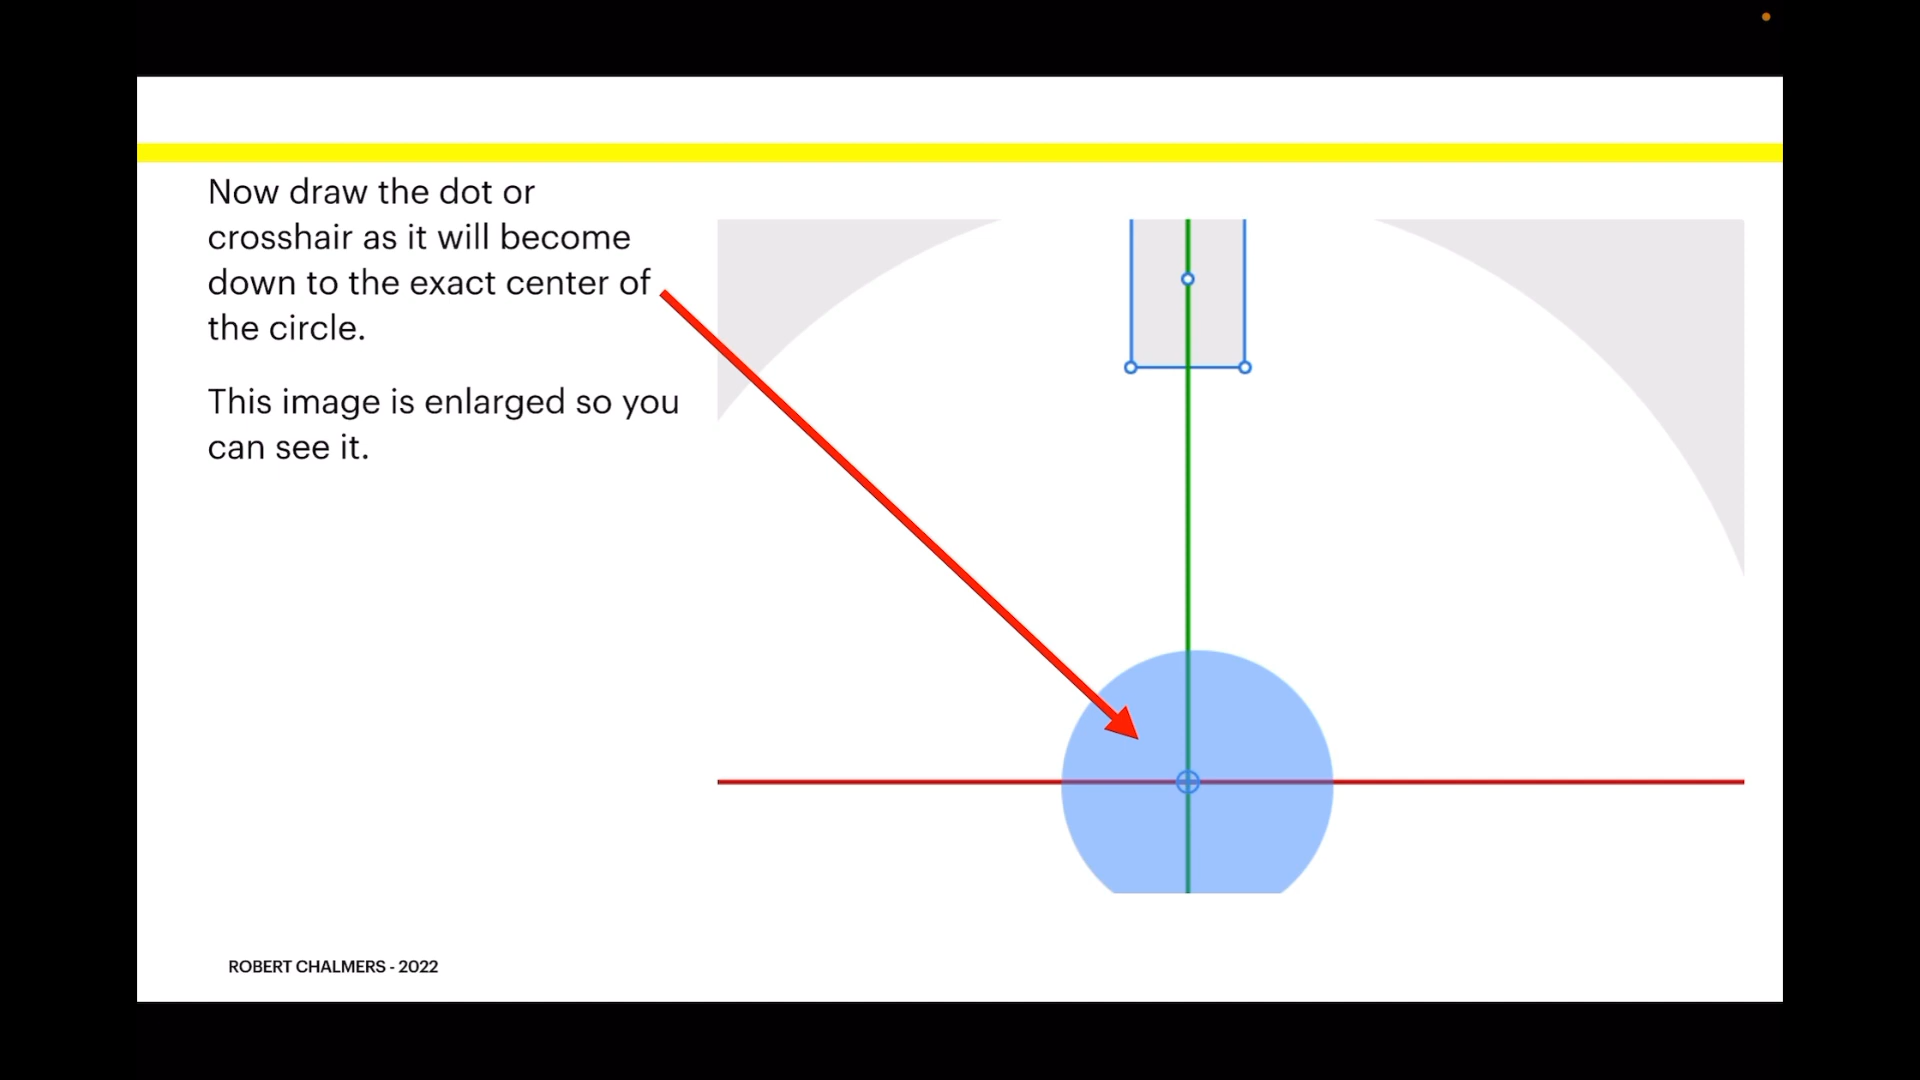 Now draw the dot or
crosshair as it will become
down to the exact center of
the circle.
This image is enlarged so you
can see it.
ROBERT CHALMERS - 2022